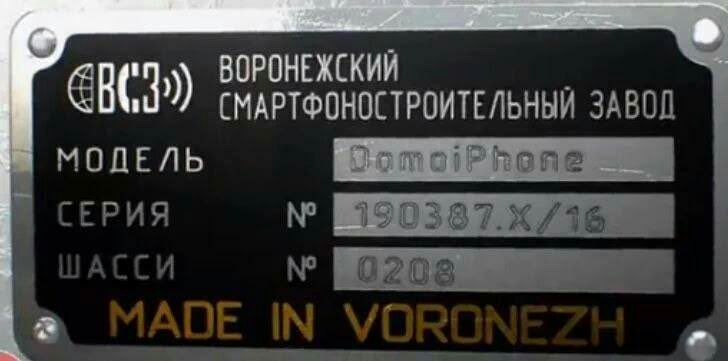 ВСЗ
ВОРОНЕЖСКИЙ
СМАРТФОНОСТРОИТЕЛЬНЫЙ ЗАВОД
МОДЕЛЬ DomoiPhone
СЕРИЯ № 190387.X/16
ШАССИ № 0208
MADE IN VORONEZH